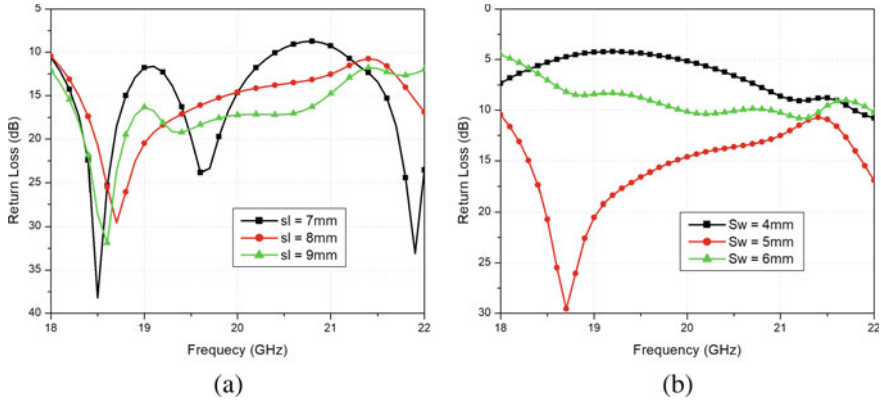 5
10
15
20
25
30
35
40
Return Loss (dB)
18
19
20
21
22
Frequecy (GHz)
sl = 7mm
sl = 8mm
sl = 9mm
(a)
0
5
10
15
20
25
30
Return Loss (dB)
18
19
20
21
22
Frequency (GHz)
Sw = 4mm
Sw = 5mm
Sw = 6mm
(b)